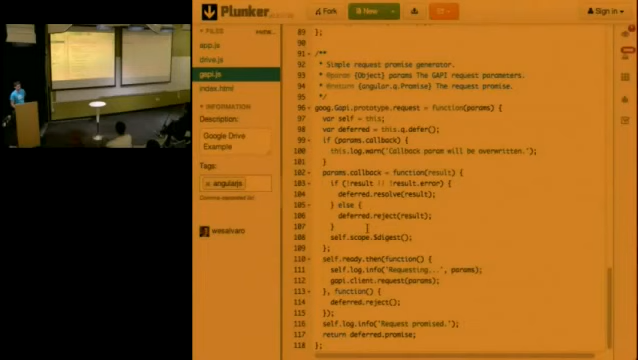 Plunker
Fork
New
Sign in
FILES
app.js
drive.js
gapi.js
index.html
INFORMATION
Description:
Google Drive
Example
Tags:
angularjs
Comma separated list
wesalvaro
89 };
90
91 /**
92 * Simple request promise generator.
93 * @param {Object} params The GAPI request parameters.
94 * @return {angular.q.Promise} The request promise.
95 */
96 goog.Gapi.prototype.request = function(params) {
97 var self = this;
98 var deferred = this.q.defer();
99 if (params.callback) {
100 this.log.warn('Callback param will be overwritten.');
101 }
102 params.callback = function(result) {
103 if (!result || !result.error) {
104 deferred.resolve(result);
105 } else {
106 deferred.reject(result);
107 }
108 self.scope.$digest();
109 };
110 self.ready.then(function() {
111 self.log.info('Requesting...', params);
112 gapi.client.request(params);
113 }, function() {
114 deferred.reject();
115 });
116 self.log.info('Request promised.');
117 return deferred.promise;
118 };